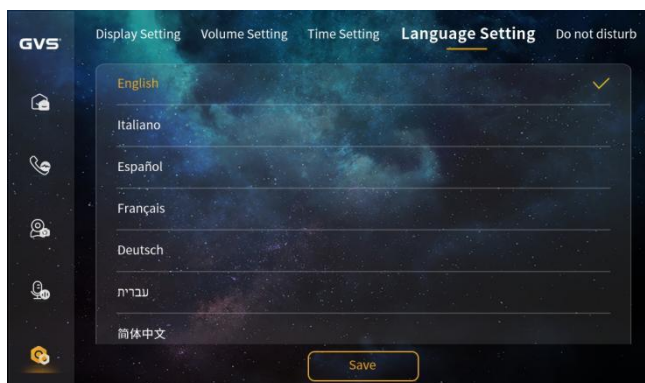 GVS
Display Setting Volume Setting Time Setting Language Setting Do not disturb
English
Italiano
Español
Français
Deutsch
עברית
简体中文
Save